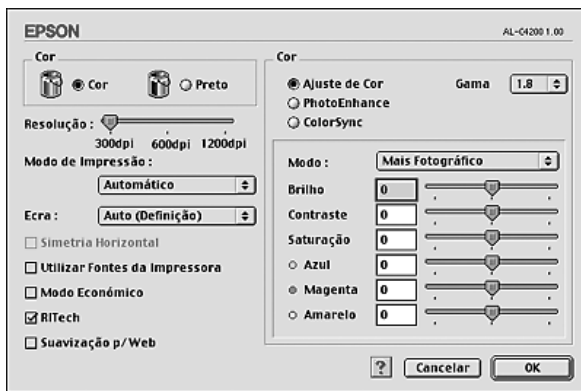 EPSON
AL-C4200 1.00
Cor
Cor
Preto
Resolução :
300dpi 600dpi 1200dpi
Modo de Impressão :
Automático
Ecra :
Auto (Definição)
Simetria Horizontal
Utilizar Fontes da Impressora
Modo Económico
RITech
Suavização p/Web
Cor
Ajuste de Cor
Gama
1.8
PhotoEnhance
ColorSync
Modo :
Mais Fotográfico
Brilho 0
Contraste 0
Saturação 0
Azul 0
Magenta 0
Amarelo 0
?
Cancelar
OK